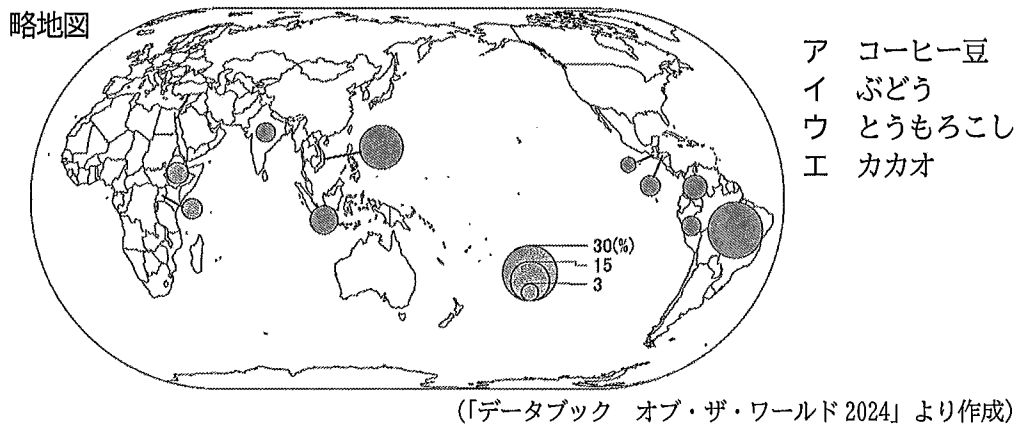 略地図
ア コーヒー豆
イ ぶどう
ウ とうもろこし
エ カカオ
30(%)
15
3
(「データブック オブ・ザ・ワールド 2024」より作成)